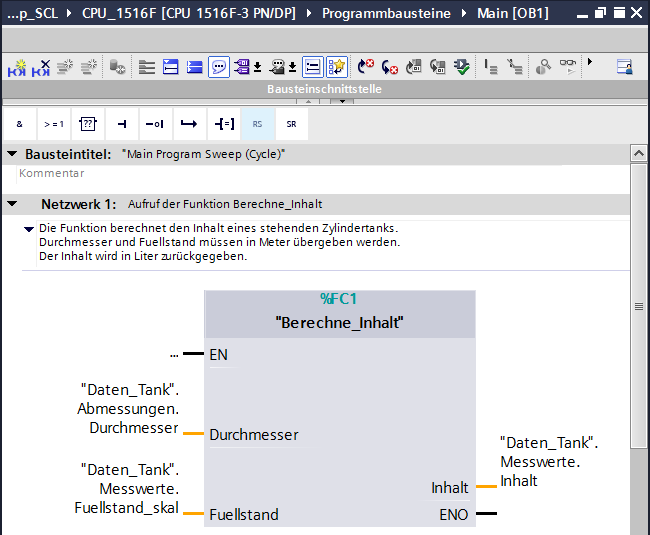 ...p_SCL ▸ CPU_1516F [CPU 1516F-3 PN/DP] ▸ Programmbausteine ▸ Main [OB1]
Bausteinschnittstelle
& >=1 ?? RS SR
Bausteintitel: "Main Program Sweep (Cycle)"
Kommentar
Netzwerk 1: Aufruf der Funktion Berechne_Inhalt
Die Funktion berechnet den Inhalt eines stehenden Zylindertanks.
Durchmesser und Fuellstand müssen in Meter übergeben werden.
Der Inhalt wird in Liter zurückgegeben.
%FC1
"Berechne_Inhalt"
... EN
"Daten_Tank".
Abmessungen.
Durchmesser
Durchmesser
"Daten_Tank".
Messwerte.
Fuellstand_skal
Fuellstand
"Daten_Tank".
Messwerte.
Inhalt
Inhalt
ENO